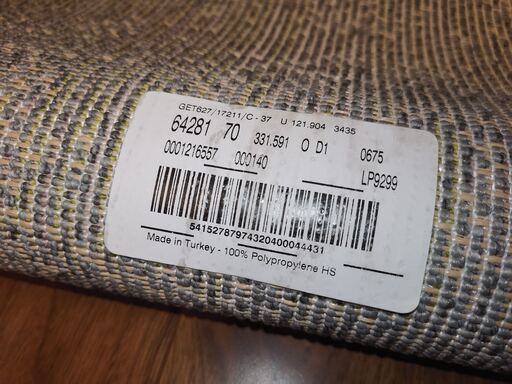 GET627/17211/C - 37 U 121.904 3435
64281 70 331.591 O D1 0675
0001216557 000140 LP9299
54152787974320400044431
Made in Turkey - 100% Polypropylene HS